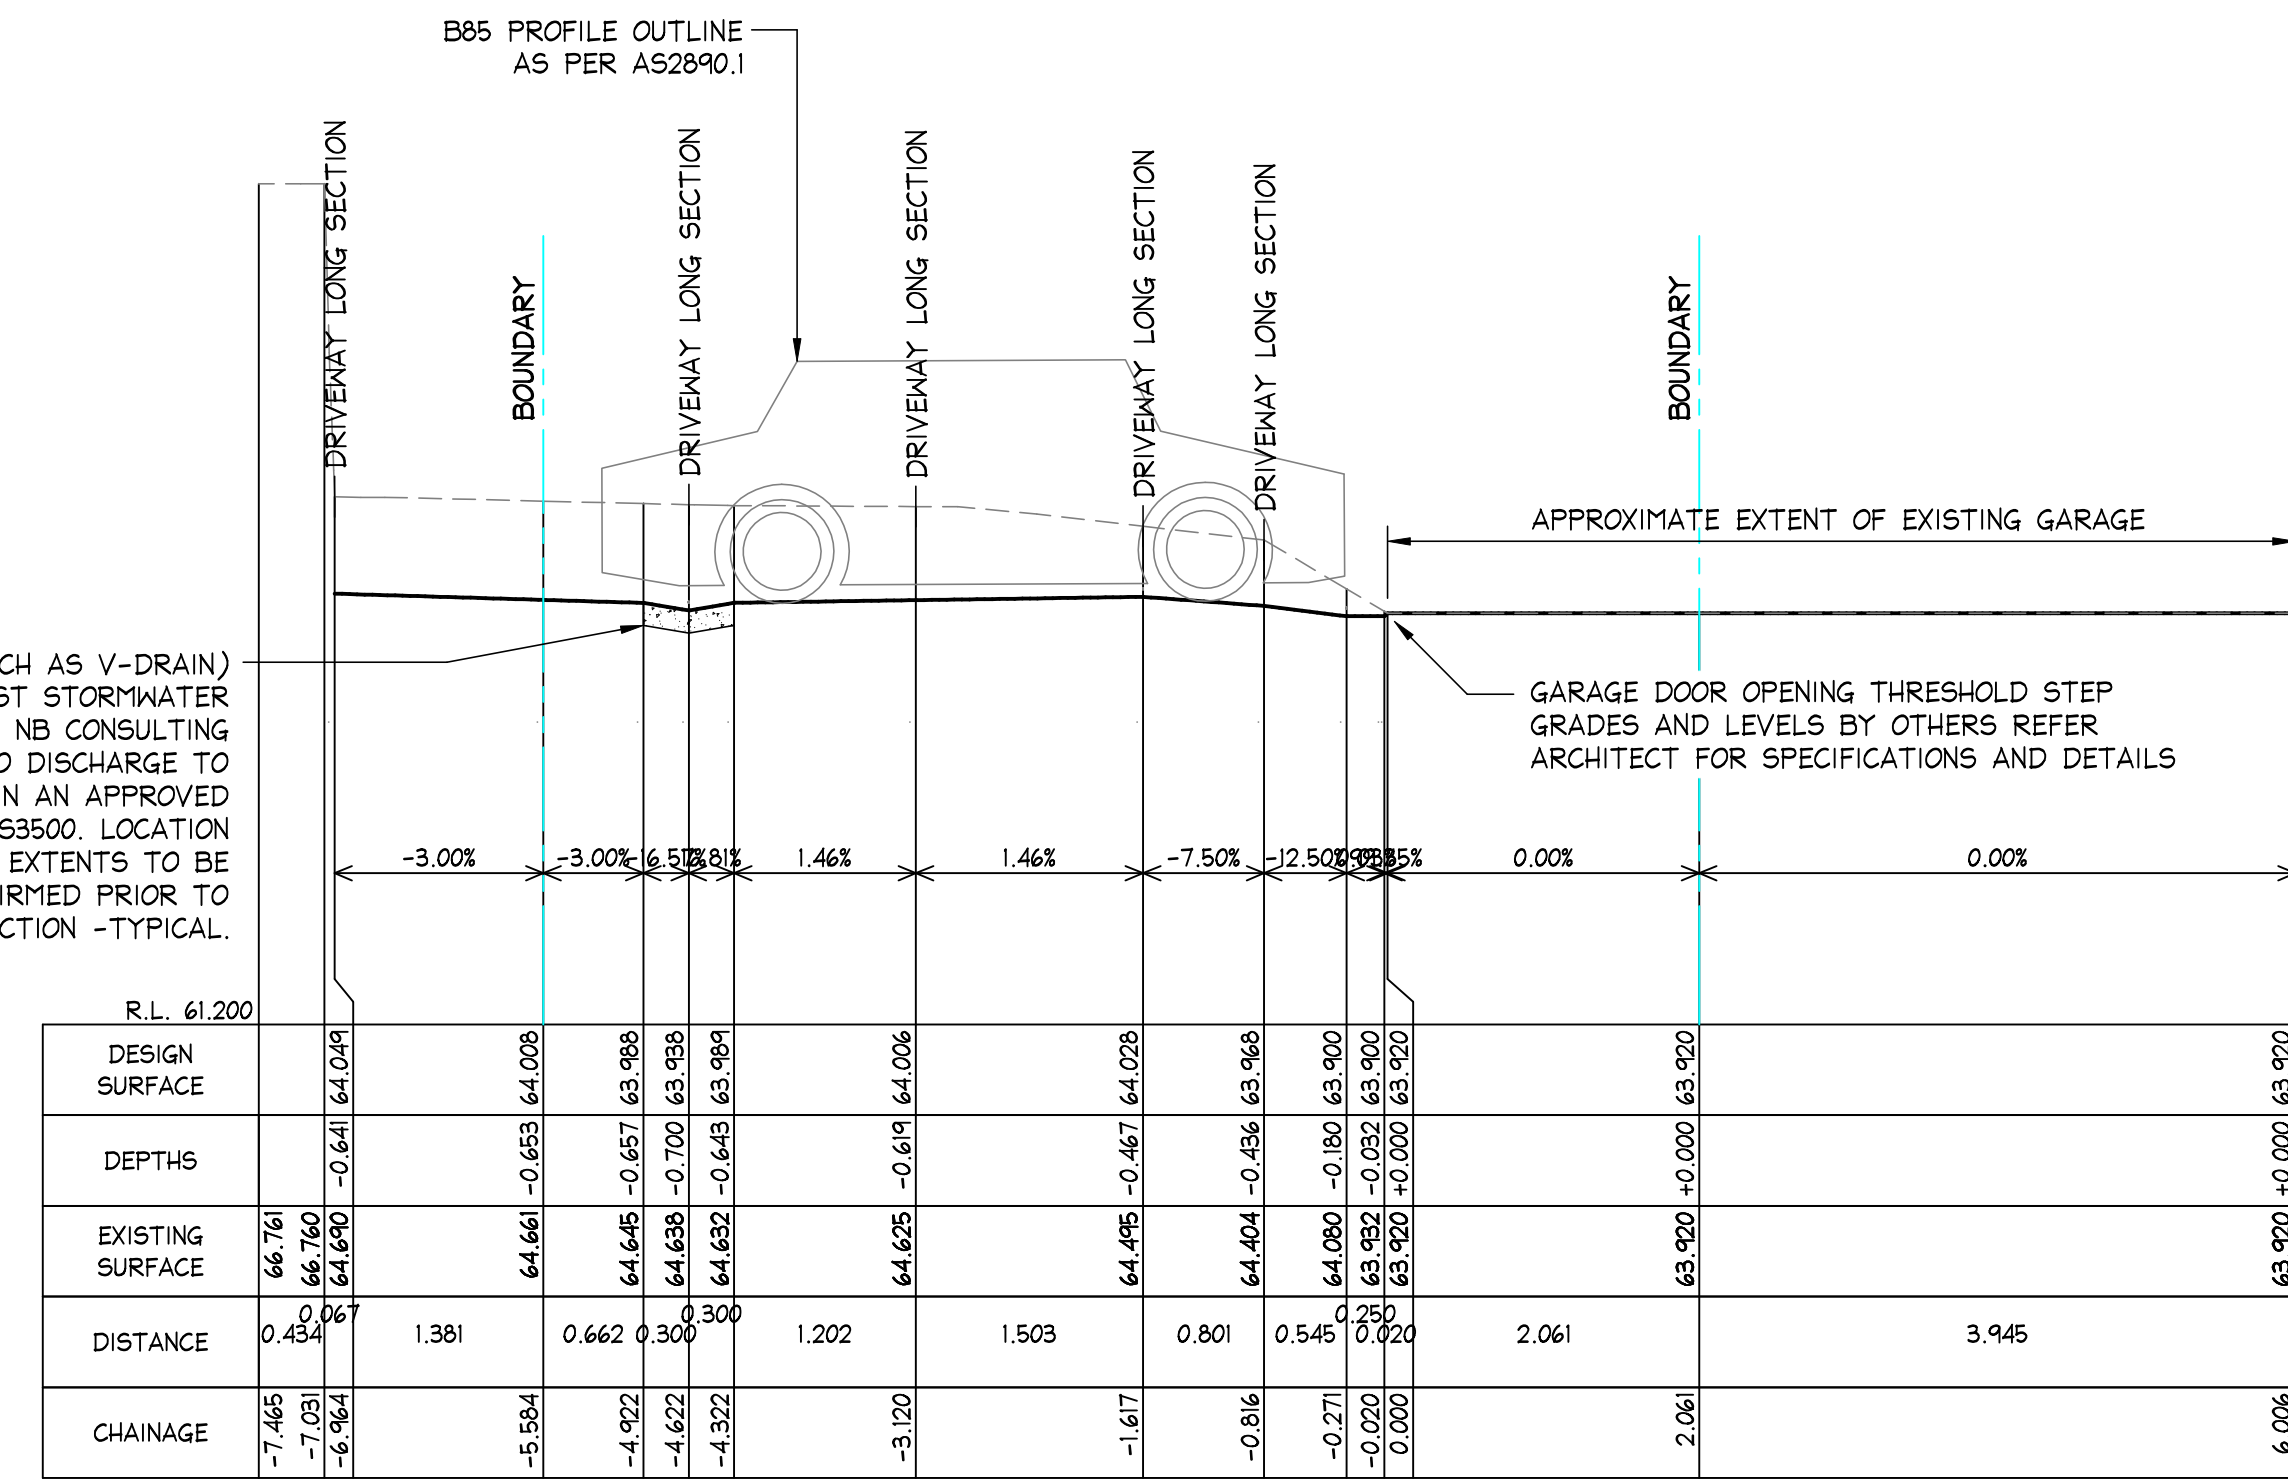 B85 PROFILE OUTLINE
AS PER AS2890.1
DRIVEWAY LONG SECTION
BOUNDARY
DRIVEWAY LONG SECTION
DRIVEWAY LONG SECTION
DRIVEWAY LONG SECTION
DRIVEWAY LONG SECTION
BOUNDARY
APPROXIMATE EXTENT OF EXISTING GARAGE
CH AS V-DRAIN)
ST STORMWATER
NB CONSULTING
O DISCHARGE TO
N AN APPROVED
S3500. LOCATION
EXTENTS TO BE
IRMED PRIOR TO
CTION -TYPICAL.
GARAGE DOOR OPENING THRESHOLD STEP
GRADES AND LEVELS BY OTHERS REFER
ARCHITECT FOR SPECIFICATIONS AND DETAILS
-3.00% -3.00% 1.46% 1.46% -7.50% -12.50% 0.00% 0.00%
R.L. 61.200
DESIGN
SURFACE
64.049 64.008 63.988 63.938 63.989 64.006 64.028 63.968 63.900 63.900 63.920 63.920 63.920
DEPTHS
-0.641 -0.653 -0.657 -0.700 -0.643 -0.619 -0.467 -0.436 -0.180 -0.032 +0.000 +0.000 +0.000
EXISTING
SURFACE
66.761 66.760 64.690 64.661 64.645 64.638 64.632 64.625 64.495 64.404 64.080 63.932 63.920 63.920 63.920
DISTANCE
0.434 0.067 1.381 0.662 0.300 0.300 1.202 1.503 0.801 0.545 0.250 0.020 2.061 3.945
CHAINAGE
-7.465 -7.031 -6.964 -5.584 -4.922 -4.622 -4.322 -3.120 -1.617 -0.816 -0.271 -0.020 0.000 2.061 6.006